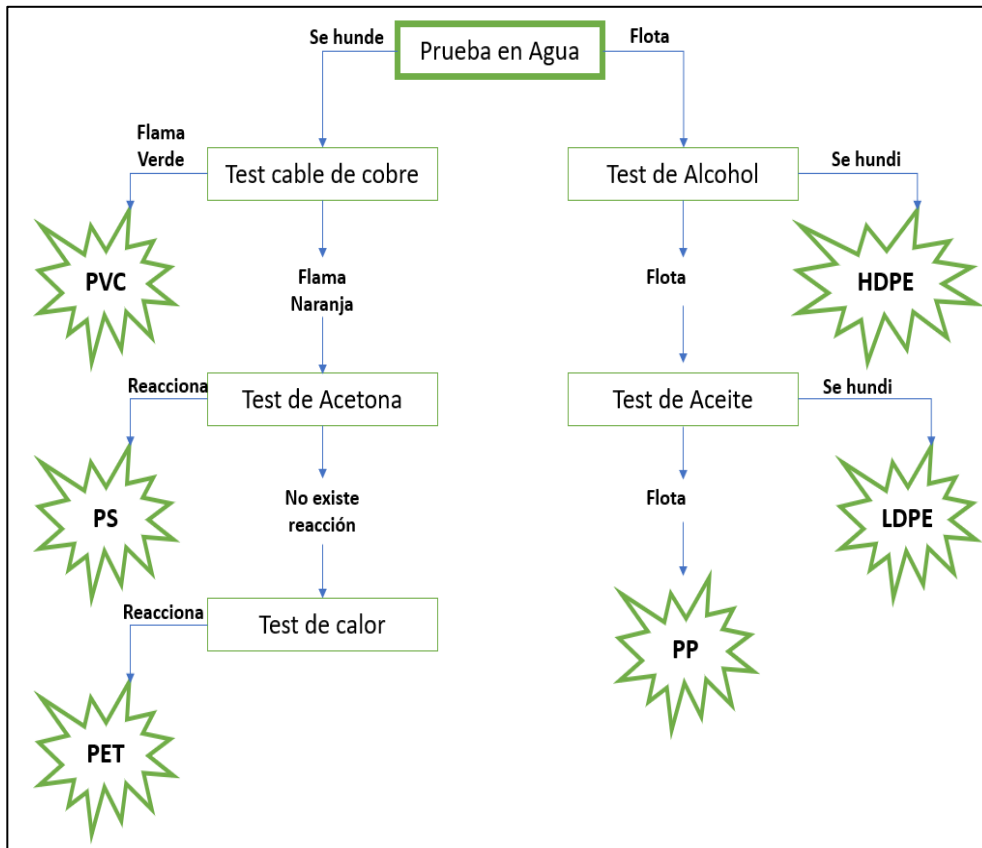 Se hunde
Prueba en Agua
Flota
Flama
Verde
Test cable de cobre
Test de Alcohol
Se hundi
PVC
Flama
Naranja
Flota
HDPE
Reacciona
Test de Acetona
Test de Aceite
Se hundi
PS
No existe
reacción
Flota
LDPE
Reacciona
Test de calor
PP
PET